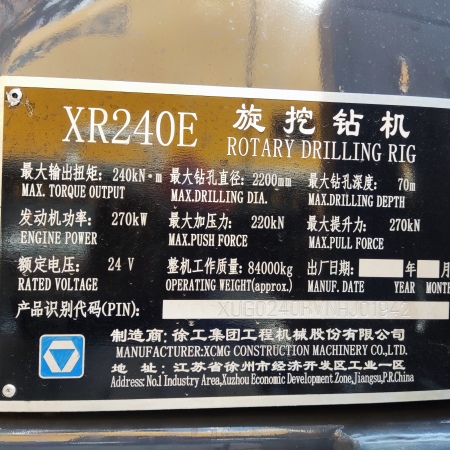 XR240E 旋挖钻机
ROTARY DRILLING RIG
最大输出扭矩: 240kN·m 最大钻孔直径: 2200mm 最大钻孔深度: 70m
MAX. TORQUE OUTPUT MAX.DRILLING DIA. MAX.DRILLING DEPTH
发动机功率: 270kW 最大加压力: 220kN 最大提升力: 270kN
ENGINE POWER MAX.PUSH FORCE MAX.PULL FORCE
额定电压: 24 V 整机工作质量: 84000kg 出厂日期: 年 月
RATED VOLTAGE OPERATING WEIGHT(approx.) YEAR MONTH
产品识别代码(PIN):
制造商: 徐工集团工程机械股份有限公司
MANUFACTURER:XCMG CONSTRUCTION MACHINERY CO.,LTD.
地 址: 江苏省徐州市经济开发区工业一区
Address: No.1 Industry Area,Xuzhou Economic Development Zone,Jiangsu,P.R.China